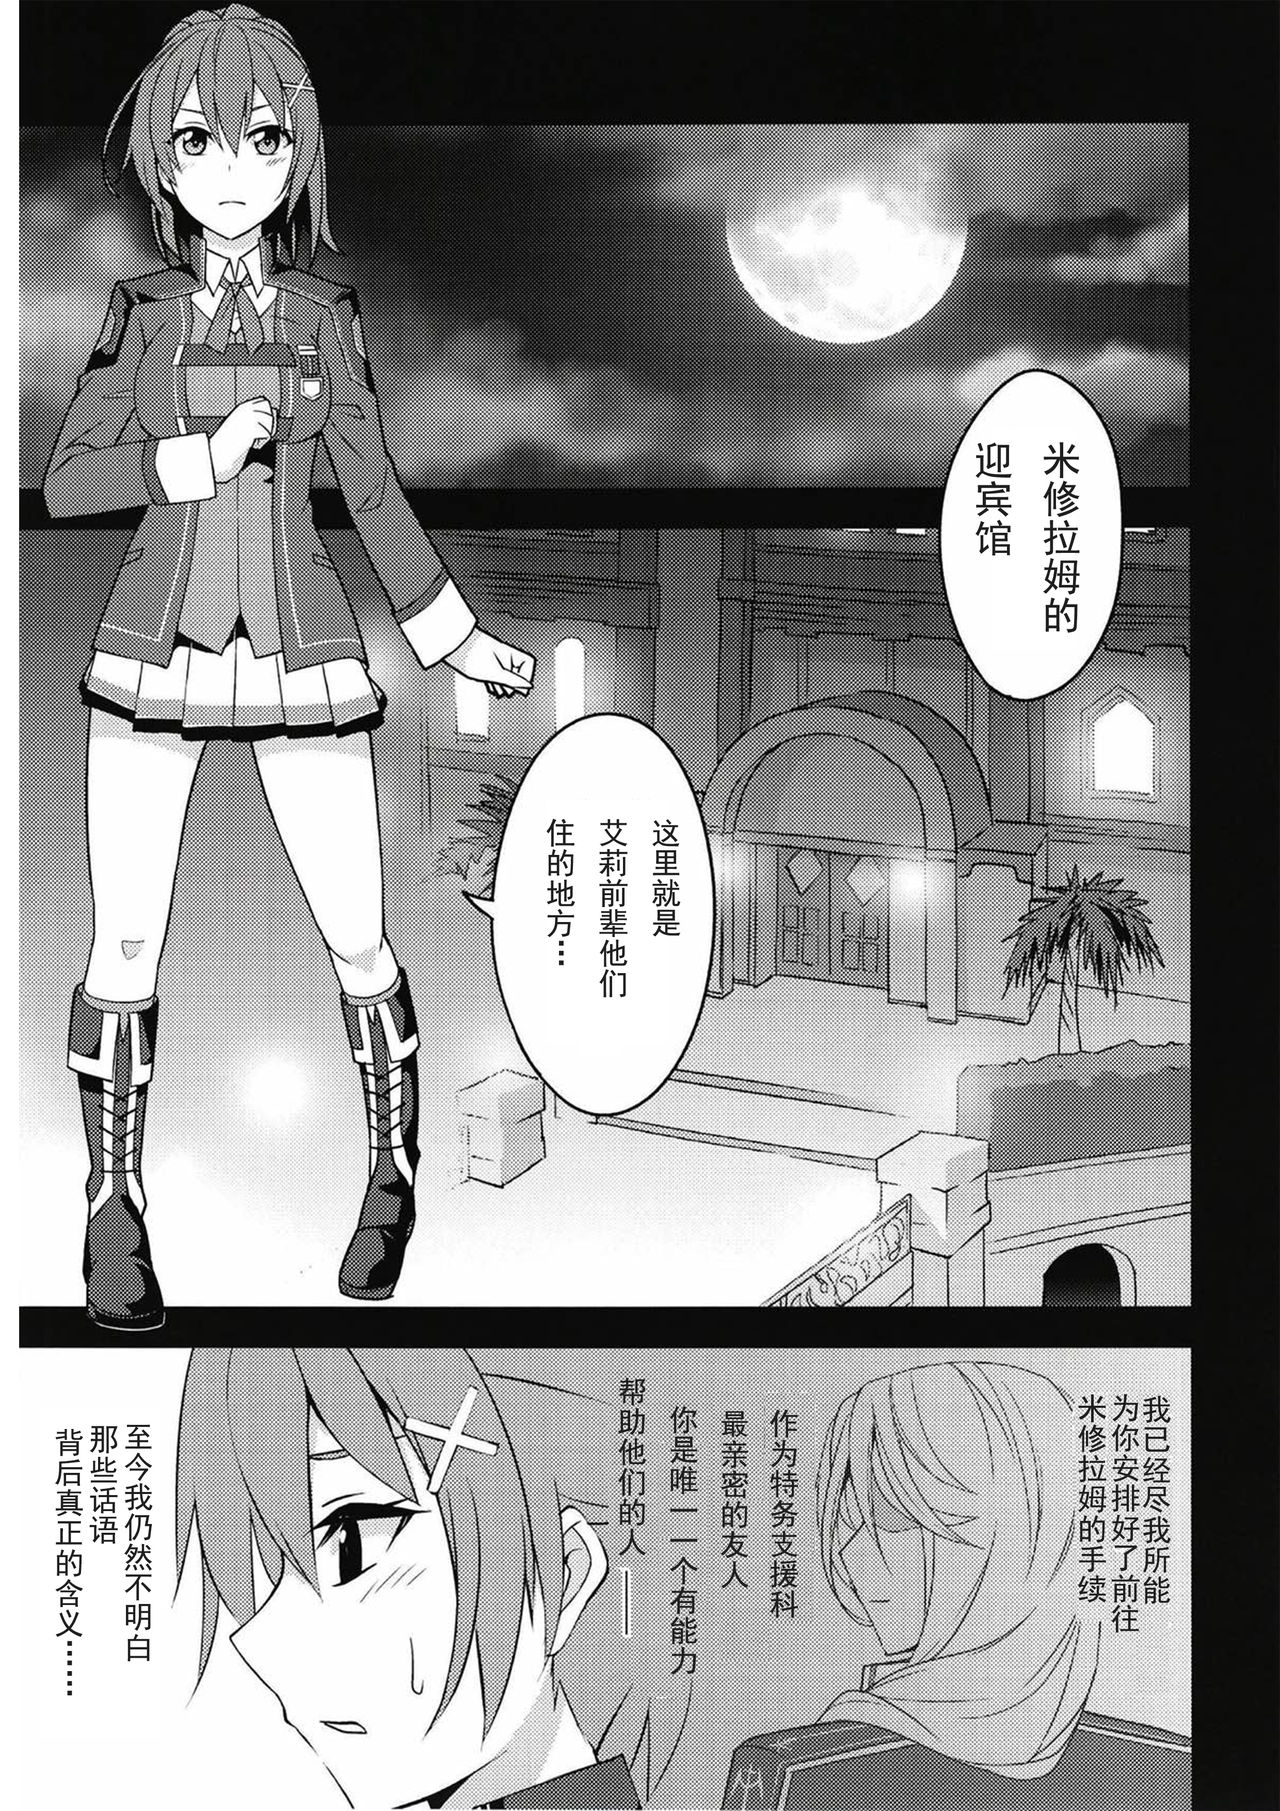 米修拉姆的
迎宾馆
这里就是
艾莉前辈他们
住的地方…
我已经尽我所能
为你安排好了前往
米修拉姆的手续
作为特务支援科
最亲密的友人
你是唯一一个有能力
帮助他们的人——
至今我仍然不明白
那些话语
背后真正的含义……